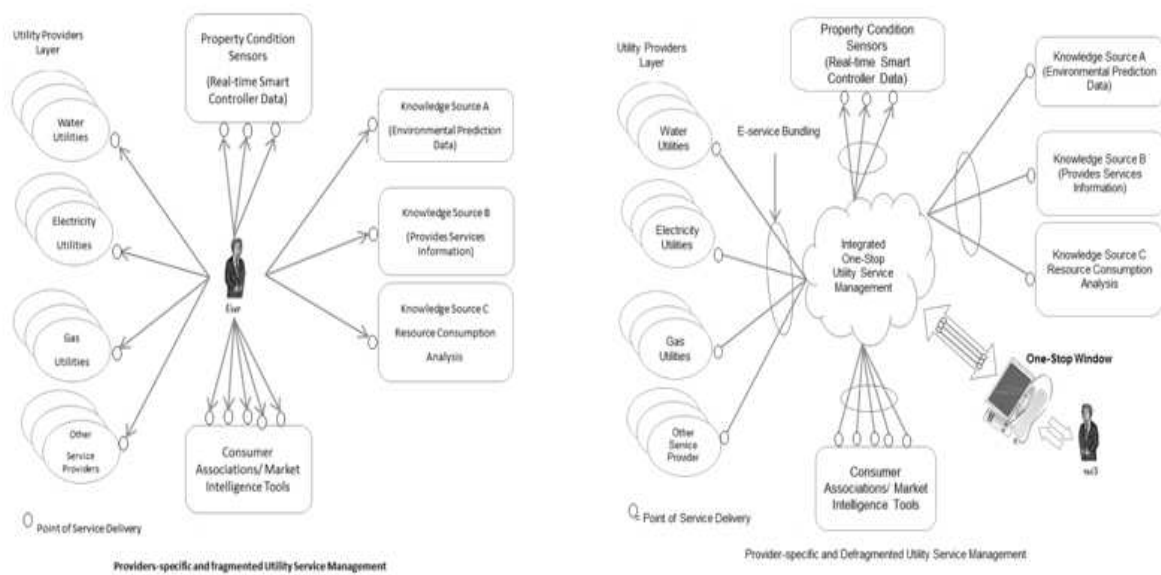 Utility Providers
Layer
Property Condition
Sensors
(Real-time Smart
Controller Data)
Water
Utilities
Knowledge Source A
(Environmental Prediction
Data)
Electricity
Utilities
Knowledge Source B
(Provides Services
Information)
Knowledge Source C
Resource Consumption
Analysis
Gas
Utilities
Other
Service
Providers
Consumer
Associations/ Market
Intelligence Tools
Point of Service Delivery
Providers-specific and fragmented Utility Service Management
Utility Providers
Layer
Property Condition
Sensors
(Real-time Smart
Controller Data)
Knowledge Source A
(Environmental Prediction
Data)
E-service Bundling
Water
Utilities
Knowledge Source B
(Provides Services
Information)
Electricity
Utilities
Integrated
One-Stop
Utility Service
Management
Knowledge Source C
Resource Consumption
Analysis
Gas
Utilities
One-Stop Window
Other
Service
Provider
Consumer
Associations/ Market
Intelligence Tools
Point of Service Delivery
Provider-specific and Defragmented Utility Service Management